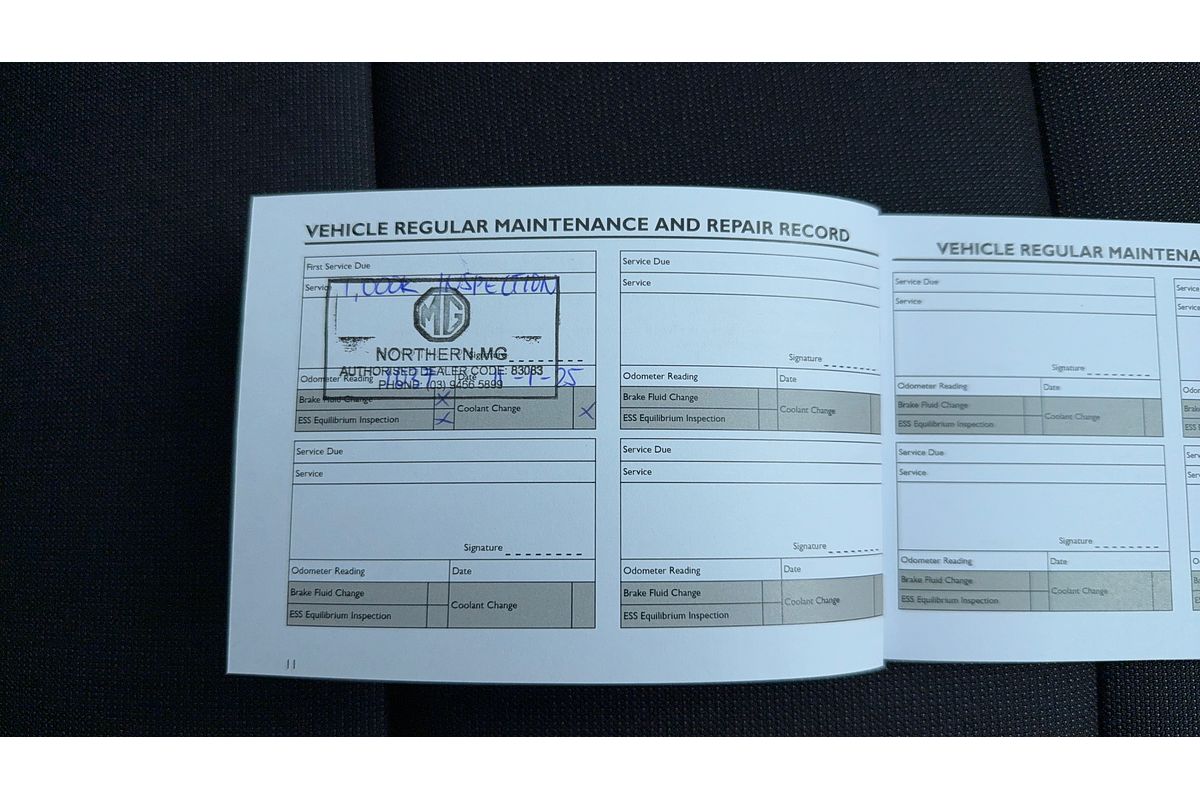 VEHICLE REGULAR MAINTENANCE AND REPAIR RECORD
First Service Due
Service 1,000K INSPECTION
MG
NORTHERN MG
Signature
AUTHORISED DEALER CODE: 83083
Odometer Reading
Date -1-25
PHONE: (03) 9466 5899
Brake Fluid Change X
Coolant Change X
ESS Equilibrium Inspection X
Service Due
Service
Signature
Odometer Reading Date
Brake Fluid Change
Coolant Change
ESS Equilibrium Inspection
Service Due
Service
Signature
Odometer Reading Date
Brake Fluid Change
Coolant Change
ESS Equilibrium Inspection
Service Due
Service
Signature
Odometer Reading Date
Brake Fluid Change
Coolant Change
ESS Equilibrium Inspection
11
VEHICLE REGULAR MAINTENA
Service Due
Service
Signature
Odometer Reading Date
Brake Fluid Change
Coolant Change
ESS Equilibrium Inspection
Service Due
Service
Signature
Odometer Reading Date
Brake Fluid Change
Coolant Change
ESS Equilibrium Inspection